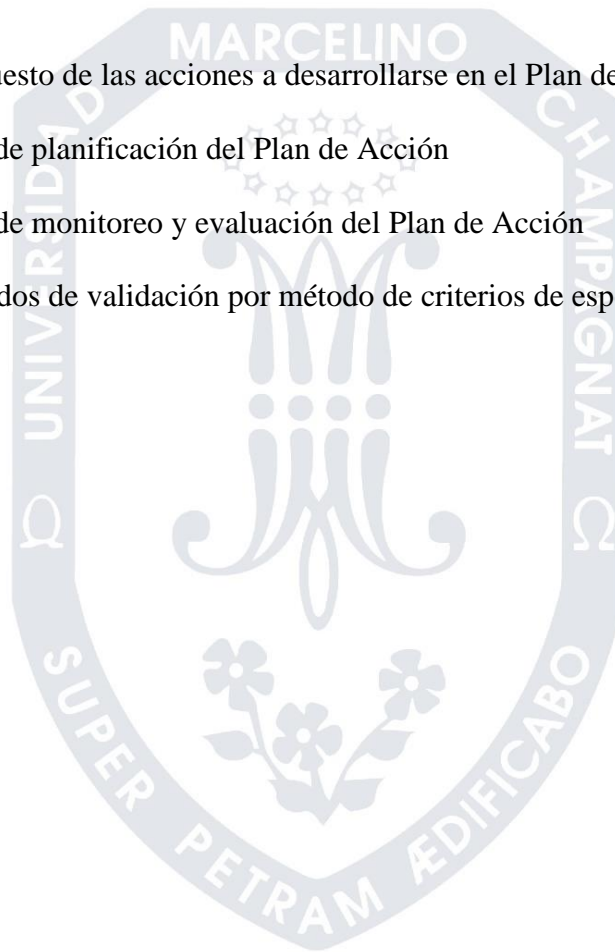 MARCELINO
uesto de las acciones a desarrollarse en el Plan de
de planificación del Plan de Acción
de monitoreo y evaluación del Plan de Acción
dos de validación por método de criterios de esp
UNIVERSIDAD
CHAMPAGNAT
Ω Ω
SUPER PETRAM ÆDIFICABO